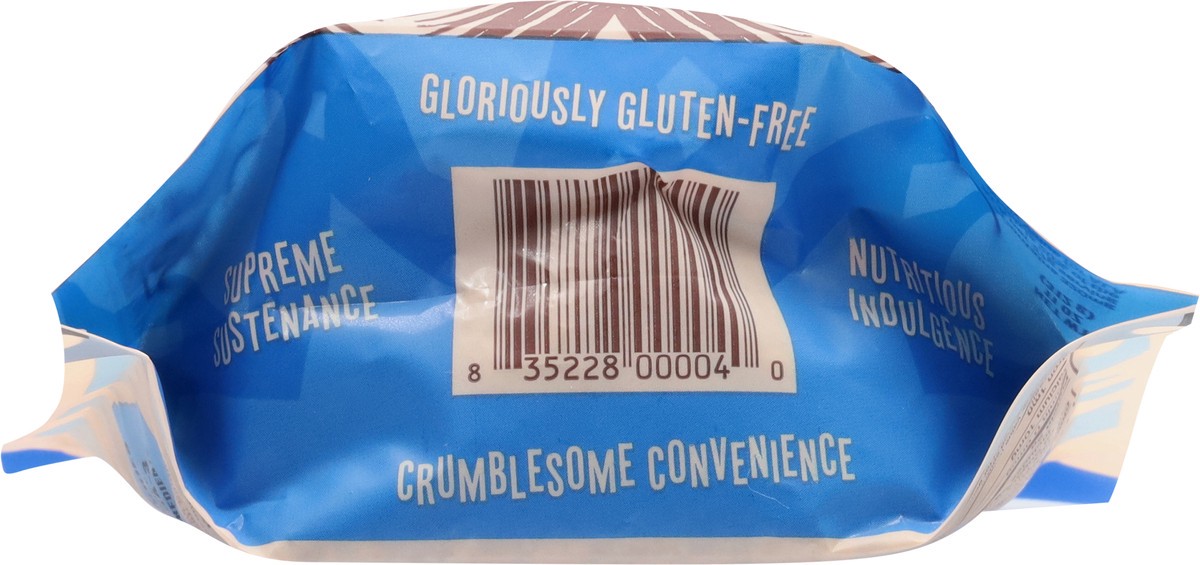 GLORIOUSLY GLUTEN-FREE
SUPREME
SUSTENANCE
NUTRITIOUS
INDULGENCE
8 35228 00004 0
CRUMBLESOME CONVENIENCE